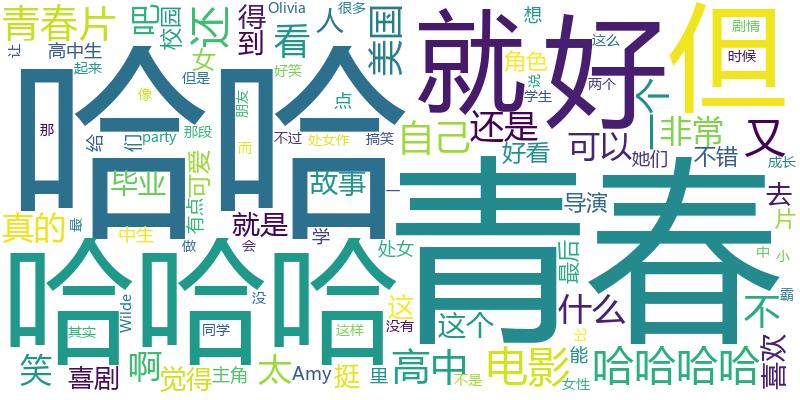 青春片
吧
校园
还
得到
Olivia
人
很多
美国
就
好
想
这么
但
剧情
时候
让
高中生
起来
女
看
好笑
角色
哭
学生
两个
个
哈哈
但是
像
朋友
点
自己
还是
一
非常
又
那
给
们
party
那段
不过
处女作
搞笑
可以
她们
不错
好看
成长
毕业
可爱
而
故事
青春
导演
去
片
真的
最
中生
有点
就是
学
一
处女
最后
中
小
做
会
哈哈哈
Wilde
没
这
什么
不
霸
其实
同学
这样
没有
这个
比
笑
喜剧
啊
觉得
主角
太
Amy
挺
里
高中
不是
电影
能
女性
哈哈哈哈
喜欢